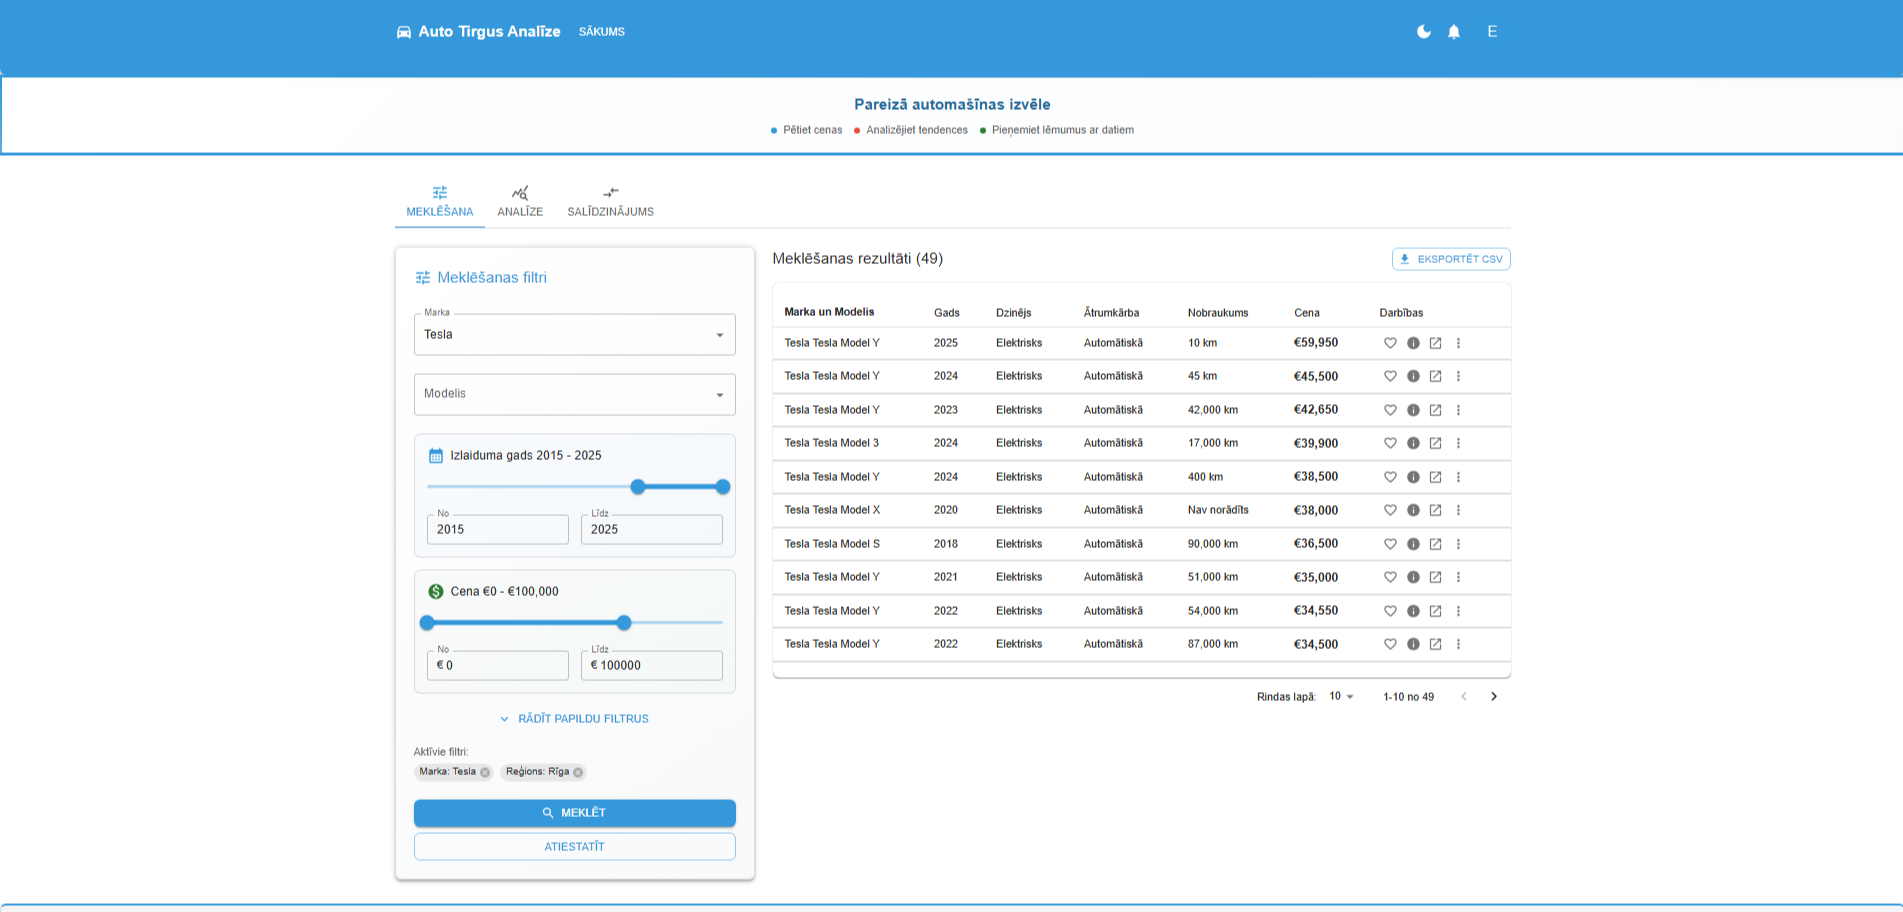 Auto Tirgus Analīze SĀKUMS E
Pareizā automašīnas izvēle
Pētiet cenas Analizējiet tendences Pieņemiet lēmumus ar datiem
MEKLĒŠANA ANALĪZE SALĪDZINĀJUMS
Meklēšanas filtri
Marka
Tesla
Modelis
Izlaiduma gads 2015 - 2025
No Līdz
2015 2025
Cena €0 - €100,000
No Līdz
€ 0 € 100000
RĀDĪT PAPILDU FILTRUS
Aktīvie filtri:
Marka: Tesla Reģions: Rīga
MEKLĒT
ATIESTATĪT
Meklēšanas rezultāti (49) EKSPORTĒT CSV
Marka un Modelis Gads Dzinējs Ātrumkārba Nobraukums Cena Darbības
Tesla Tesla Model Y 2025 Elektrisks Automātiskā 10 km €59,950
Tesla Tesla Model Y 2024 Elektrisks Automātiskā 45 km €45,500
Tesla Tesla Model Y 2023 Elektrisks Automātiskā 42,000 km €42,650
Tesla Tesla Model 3 2024 Elektrisks Automātiskā 17,000 km €39,900
Tesla Tesla Model Y 2024 Elektrisks Automātiskā 400 km €38,500
Tesla Tesla Model X 2020 Elektrisks Automātiskā Nav norādīts €38,000
Tesla Tesla Model S 2018 Elektrisks Automātiskā 90,000 km €36,500
Tesla Tesla Model Y 2021 Elektrisks Automātiskā 51,000 km €35,000
Tesla Tesla Model Y 2022 Elektrisks Automātiskā 54,000 km €34,550
Tesla Tesla Model Y 2022 Elektrisks Automātiskā 87,000 km €34,500
Rindas lapā: 10 1-10 no 49